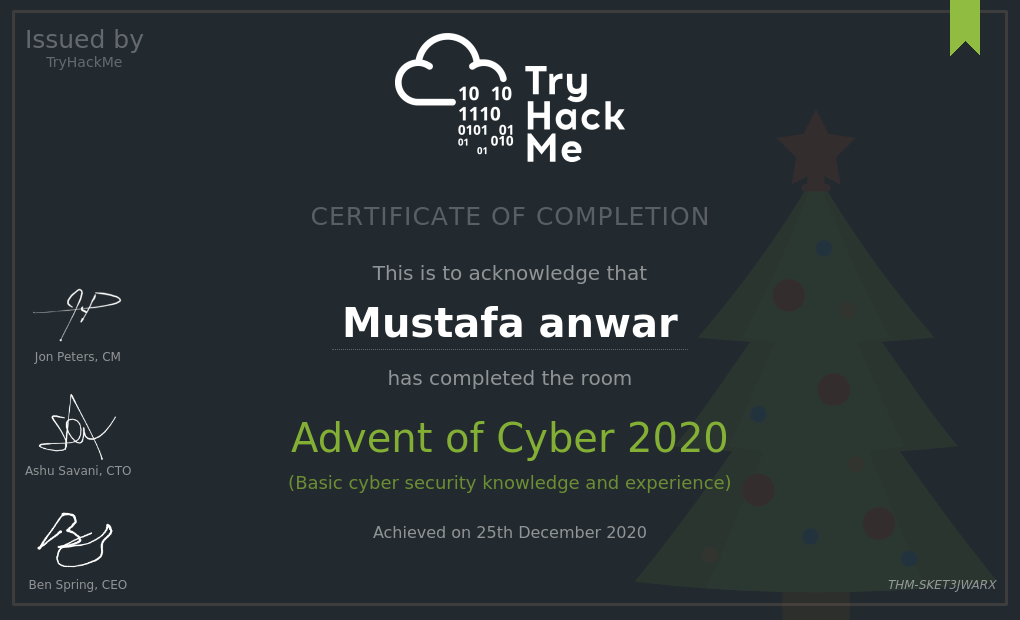 Issued by
TryHackMe
10 10
1110
0101 01
01 010
01
Try
Hack
Me
CERTIFICATE OF COMPLETION
This is to acknowledge that
Mustafa anwar
has completed the room
Advent of Cyber 2020
(Basic cyber security knowledge and experience)
Achieved on 25th December 2020
Jon Peters, CM
Ashu Savani, CTO
Ben Spring, CEO
THM-SKET3JWARX